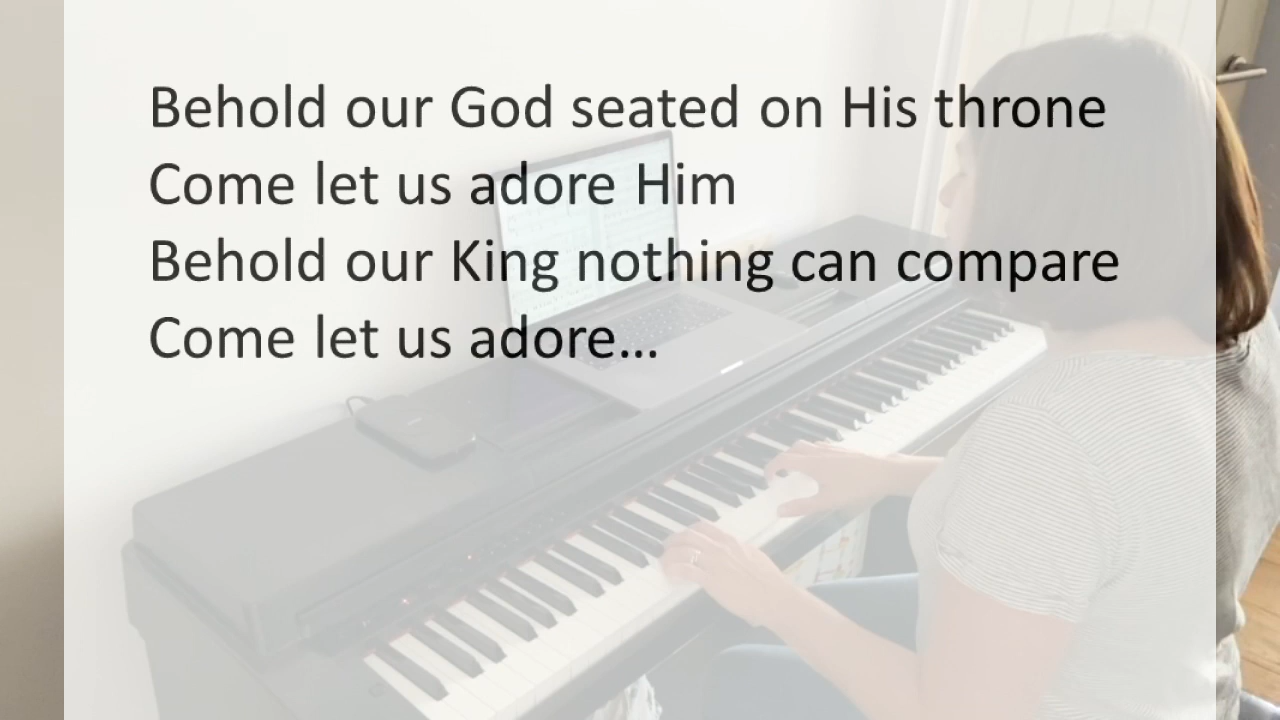 Behold our God seated on His throne
Come let us adore Him
Behold our King nothing can compare
Come let us adore…